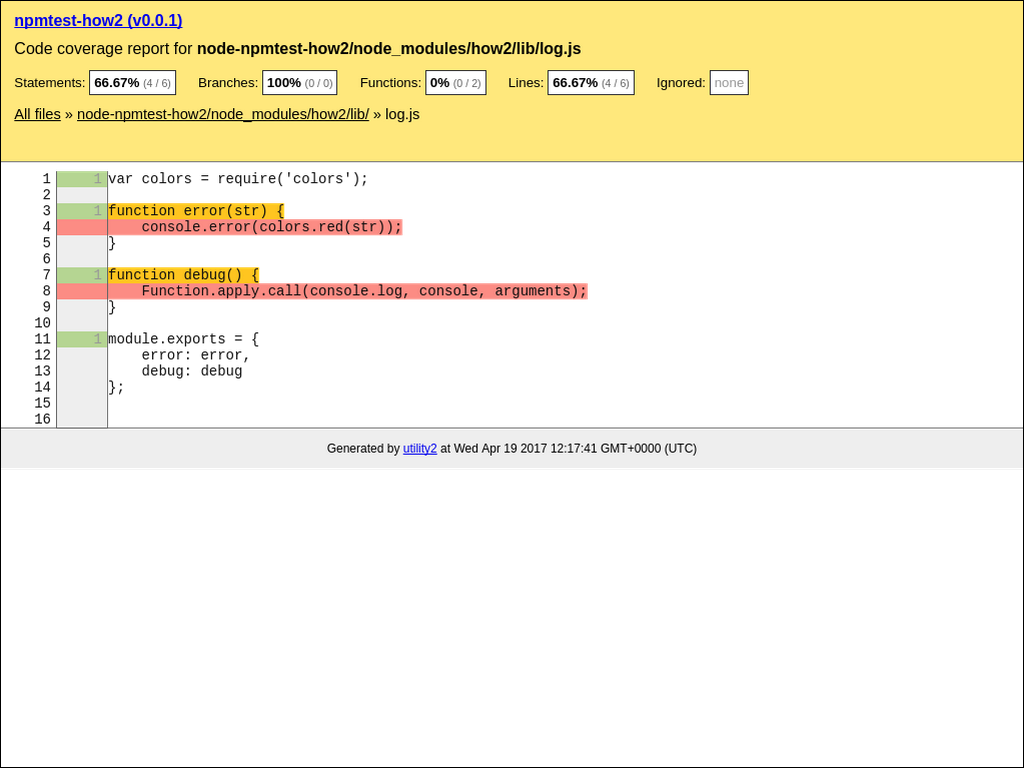 npmtest-how2 (v0.0.1)
Code coverage report for node-npmtest-how2/node_modules/how2/lib/log.js
Statements: 66.67% (4 / 6) Branches: 100% (0 / 0) Functions: 0% (0 / 2) Lines: 66.67% (4 / 6) Ignored: none
All files » node-npmtest-how2/node_modules/how2/lib/ » log.js
1 1 var colors = require('colors');
2
3 1 function error(str) {
4     console.error(colors.red(str));
5 }
6
7 1 function debug() {
8     Function.apply.call(console.log, console, arguments);
9 }
10
11 1 module.exports = {
12     error: error,
13     debug: debug
14 };
15
16
Generated by utility2 at Wed Apr 19 2017 12:17:41 GMT+0000 (UTC)